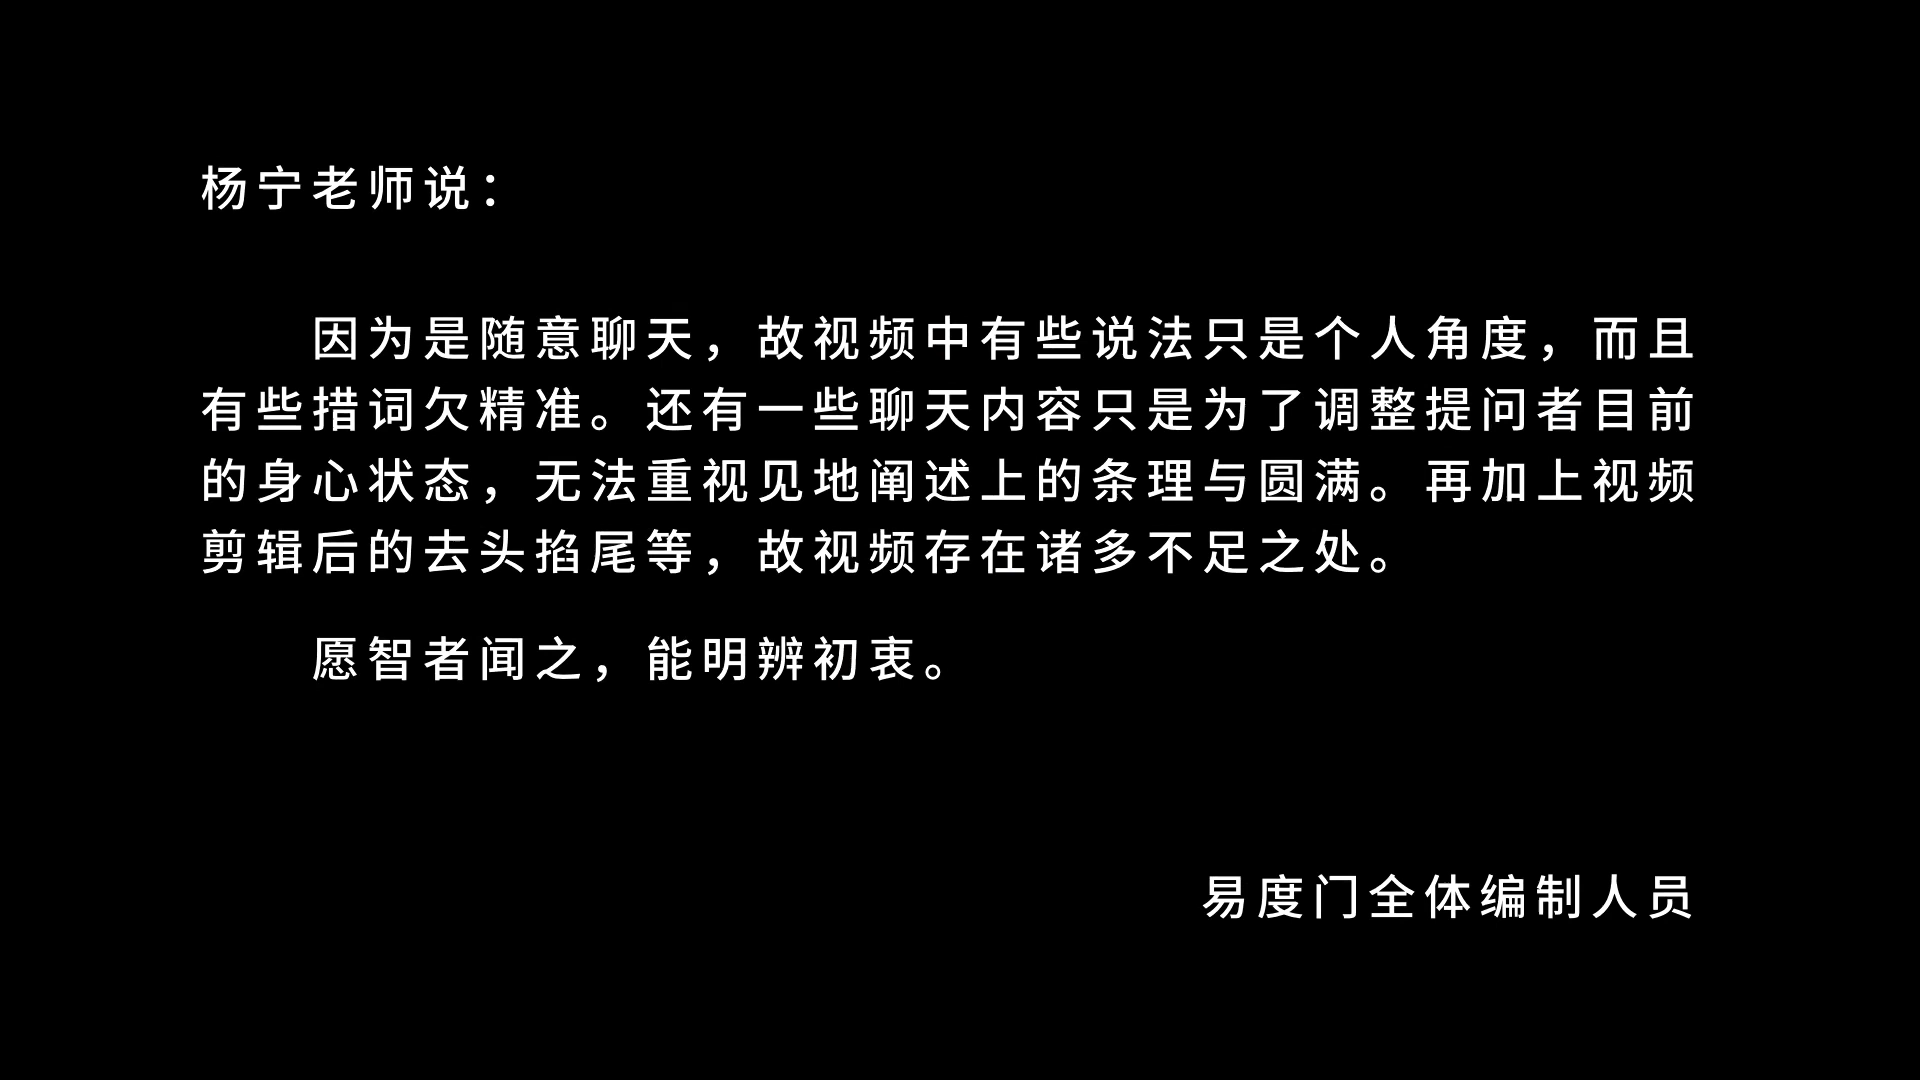 杨宁老师说：
因为是随意聊天，故视频中有些说法只是个人角度，而且
有些措词欠精准。还有一些聊天内容只是为了调整提问者目前
的身心状态，无法重视见地阐述上的条理与圆满。再加上视频
剪辑后的去头掐尾等，故视频存在诸多不足之处。
愿智者闻之，能明辨初衷。
易度门全体编制人员